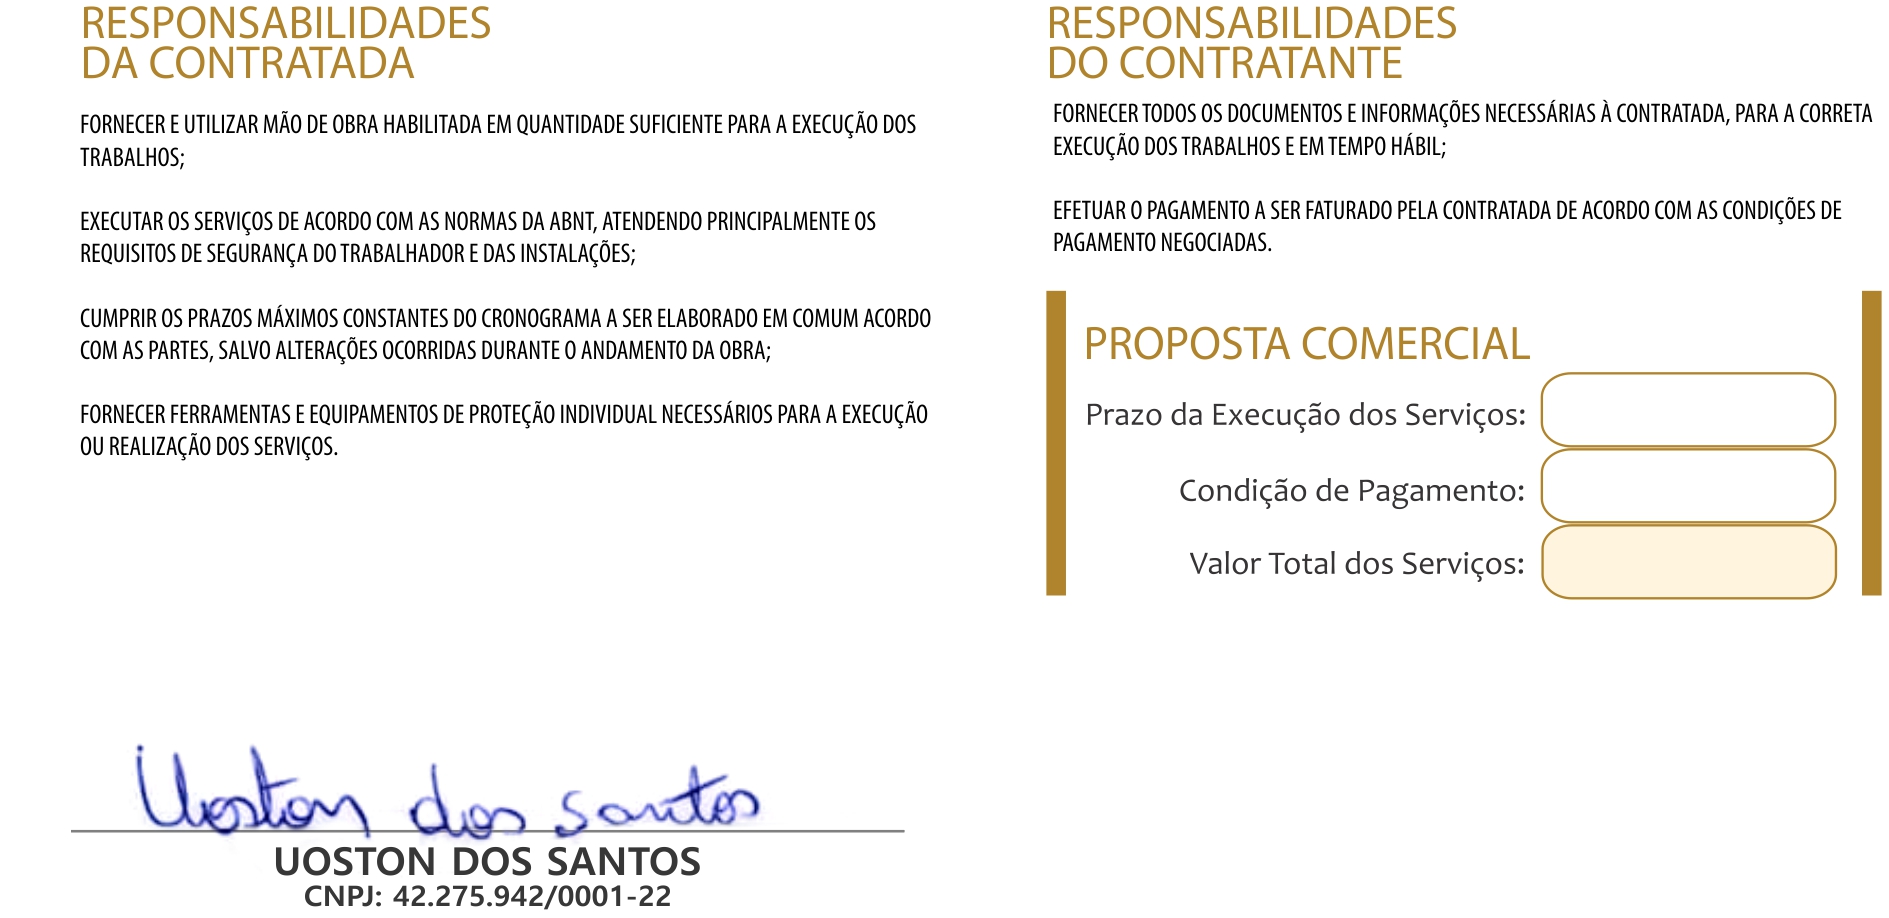 RESPONSABILIDADES
DA CONTRATADA
FORNECER E UTILIZAR MÃO DE OBRA HABILITADA EM QUANTIDADE SUFICIENTE PARA A EXECUÇÃO DOS
TRABALHOS;
EXECUTAR OS SERVIÇOS DE ACORDO COM AS NORMAS DA ABNT, ATENDENDO PRINCIPALMENTE OS
REQUISITOS DE SEGURANÇA DO TRABALHADOR E DAS INSTALAÇÕES;
CUMPRIR OS PRAZOS MÁXIMOS CONSTANTES DO CRONOGRAMA A SER ELABORADO EM COMUM ACORDO
COM AS PARTES, SALVO ALTERAÇÕES OCORRIDAS DURANTE O ANDAMENTO DA OBRA;
FORNECER FERRAMENTAS E EQUIPAMENTOS DE PROTEÇÃO INDIVIDUAL NECESSÁRIOS PARA A EXECUÇÃO
OU REALIZAÇÃO DOS SERVIÇOS.
Uoston dos santos
UOSTON DOS SANTOS
CNPJ: 42.275.942/0001-22
RESPONSABILIDADES
DO CONTRATANTE
FORNECER TODOS OS DOCUMENTOS E INFORMAÇÕES NECESSÁRIAS À CONTRATADA, PARA A CORRETA
EXECUÇÃO DOS TRABALHOS E EM TEMPO HÁBIL;
EFETUAR O PAGAMENTO A SER FATURADO PELA CONTRATADA DE ACORDO COM AS CONDIÇÕES DE
PAGAMENTO NEGOCIADAS.
PROPOSTA COMERCIAL
Prazo da Execução dos Serviços:
Condição de Pagamento:
Valor Total dos Serviços: